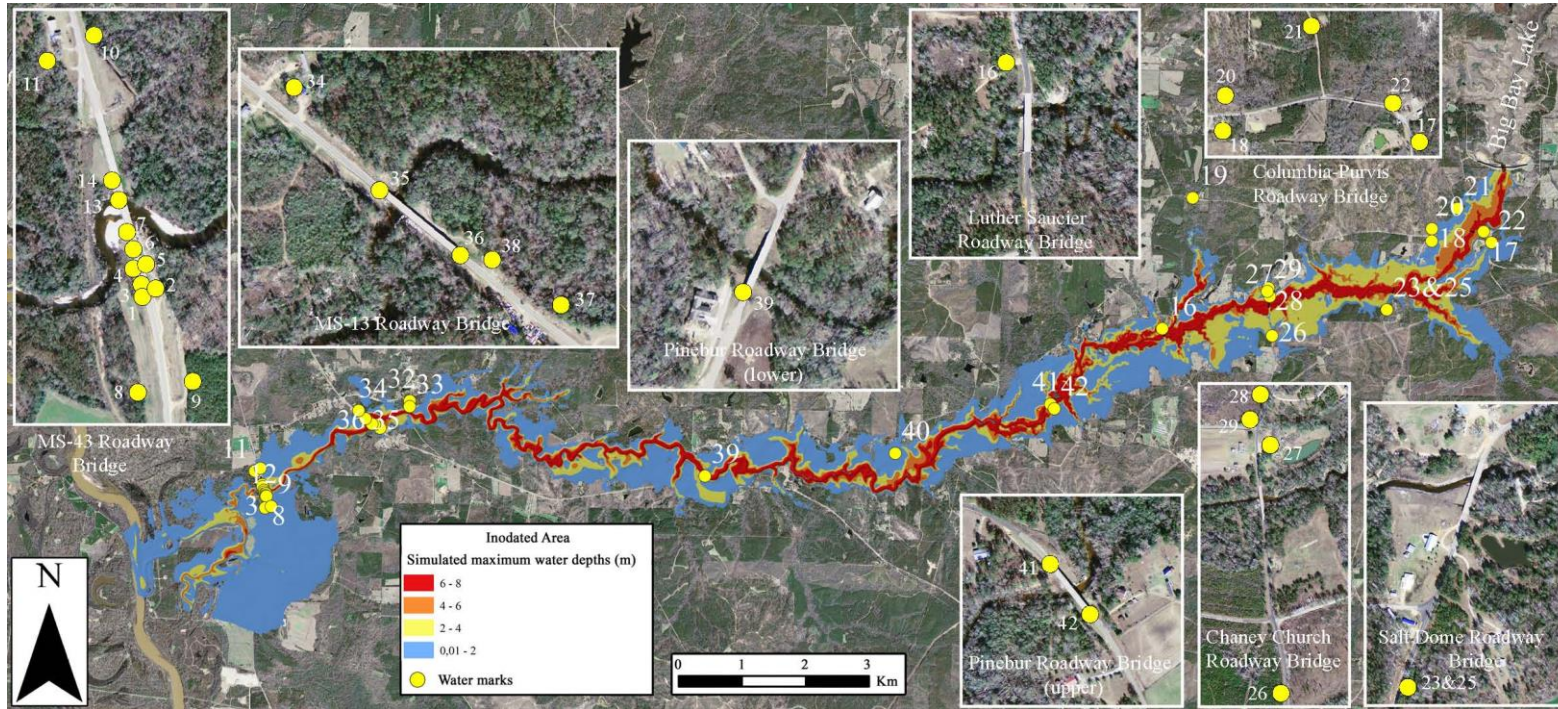 10
11
14
13
7
6
5
4
2
3
1
8
9
MS-43 Roadway
Bridge
34
35
36
38
37
MS-13 Roadway Bridge
39
Pinebur Roadway Bridge
(lower)
16
Luther Saucier
Roadway Bridge
21
20
22
18
17
Columbia-Purvis
Roadway Bridge
Big Bay Lake
19
21
20
22
18
17
29
27
28
23&25
16
26
41
42
40
39
32
34
33
36
35
11
12
9
3
8
N
Inodated Area
Simulated maximum water depths (m)
6 - 8
4 - 6
2 - 4
0,01 - 2
Water marks
0 1 2 3
Km
41
42
Pinebur Roadway Bridge
(upper)
28
29
27
Chaney Church
Roadway Bridge
26
Salt-Dome Roadway
Bridge
23&25